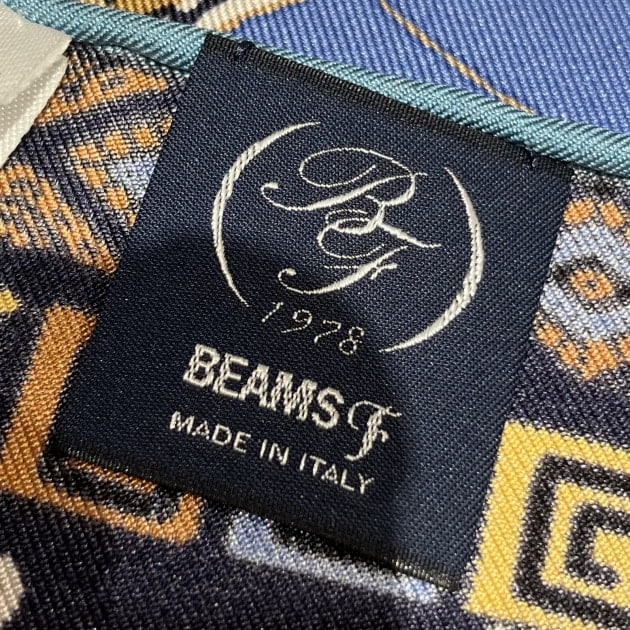 BF
1978
BEAMS F
MADE IN ITALY